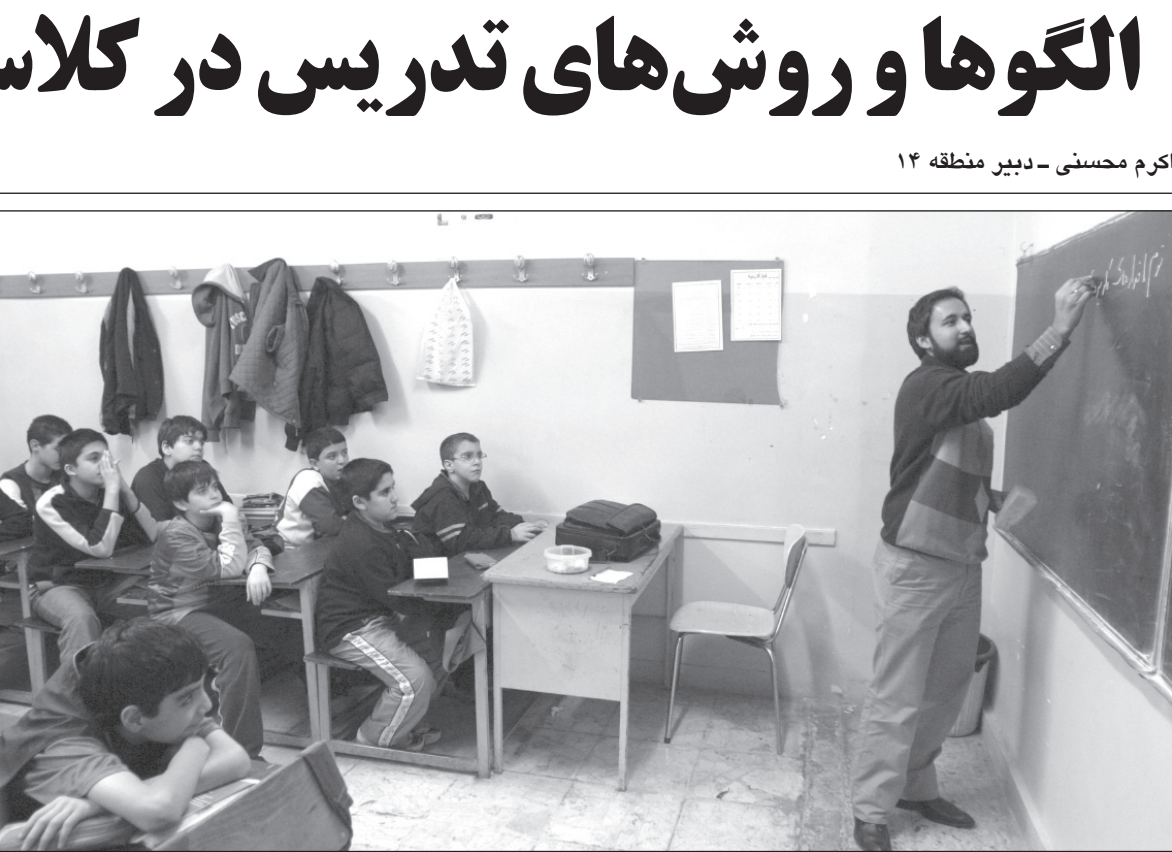 الگوها و روش‌های تدریس در کلاس
اکرم محسنی ـ دبیر منطقه ۱۴